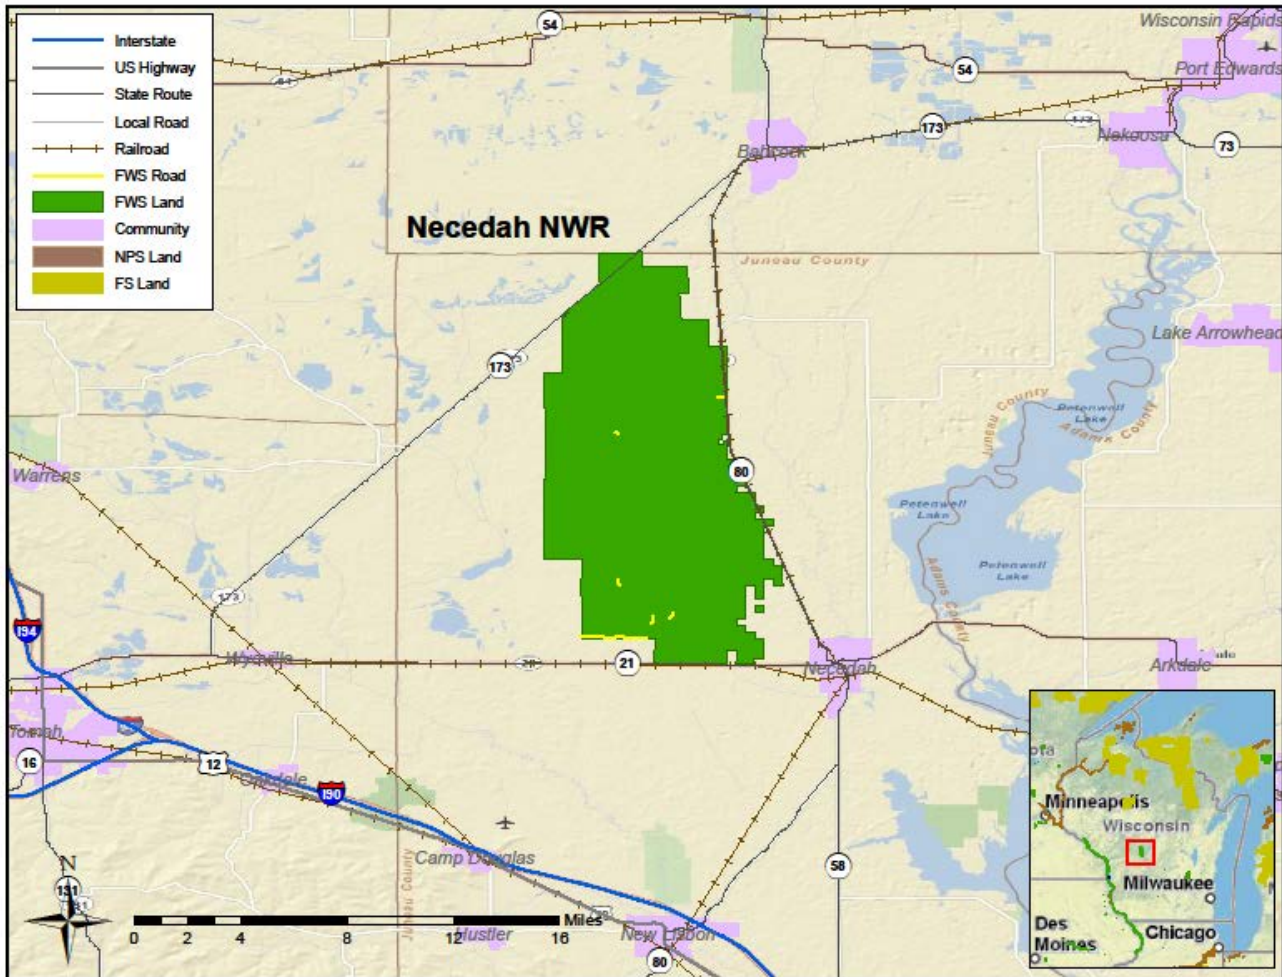 Interstate
US Highway
State Route
Local Road
Railroad
FWS Road
FWS Land
Community
NPS Land
FS Land
54
Wisconsin Rapids
Port Edwards
54
173
173
Nekoosa
73
Babcock
Necedah NWR
Juneau County
Lake Arrowhead
173
Juneau County
Petenwell
Lake
Adams County
80
Warrens
Petenwell
Lake
Petenwell
Lake
Adams County
173
194
Wyeville
21
Necedah
Arkdale
Tomah
16
12
Oakdale
190
Camp Douglas
58
Juneau County
N
131
Miles
0
2
4
8
12
16
Hustler
New Lisbon
80
Minneapolis
Wisconsin
Milwaukee
Des
Moines
Chicago